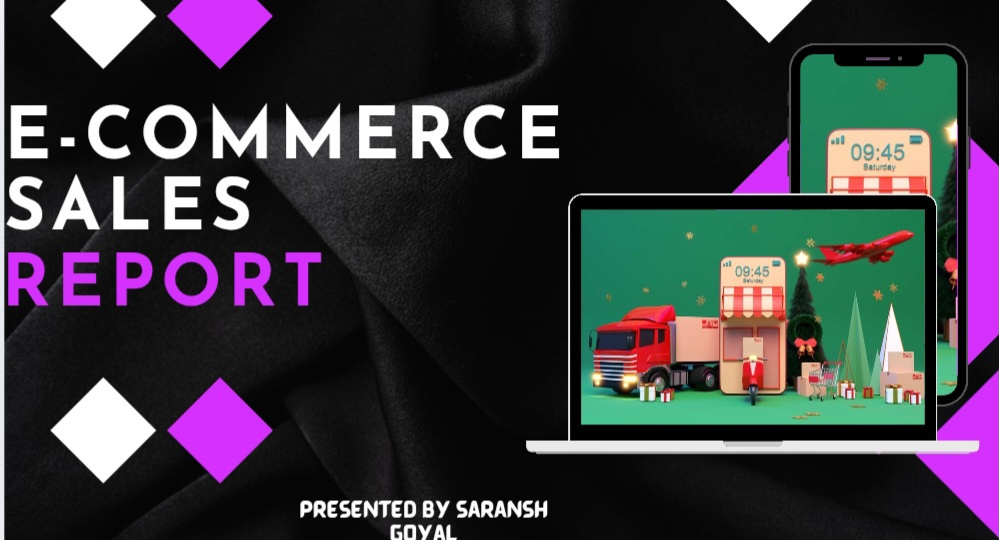 E-COMMERCE
SALES
REPORT
09:45
Saturday
09:45
Saturday
PRESENTED BY SARANSH
GOYAL